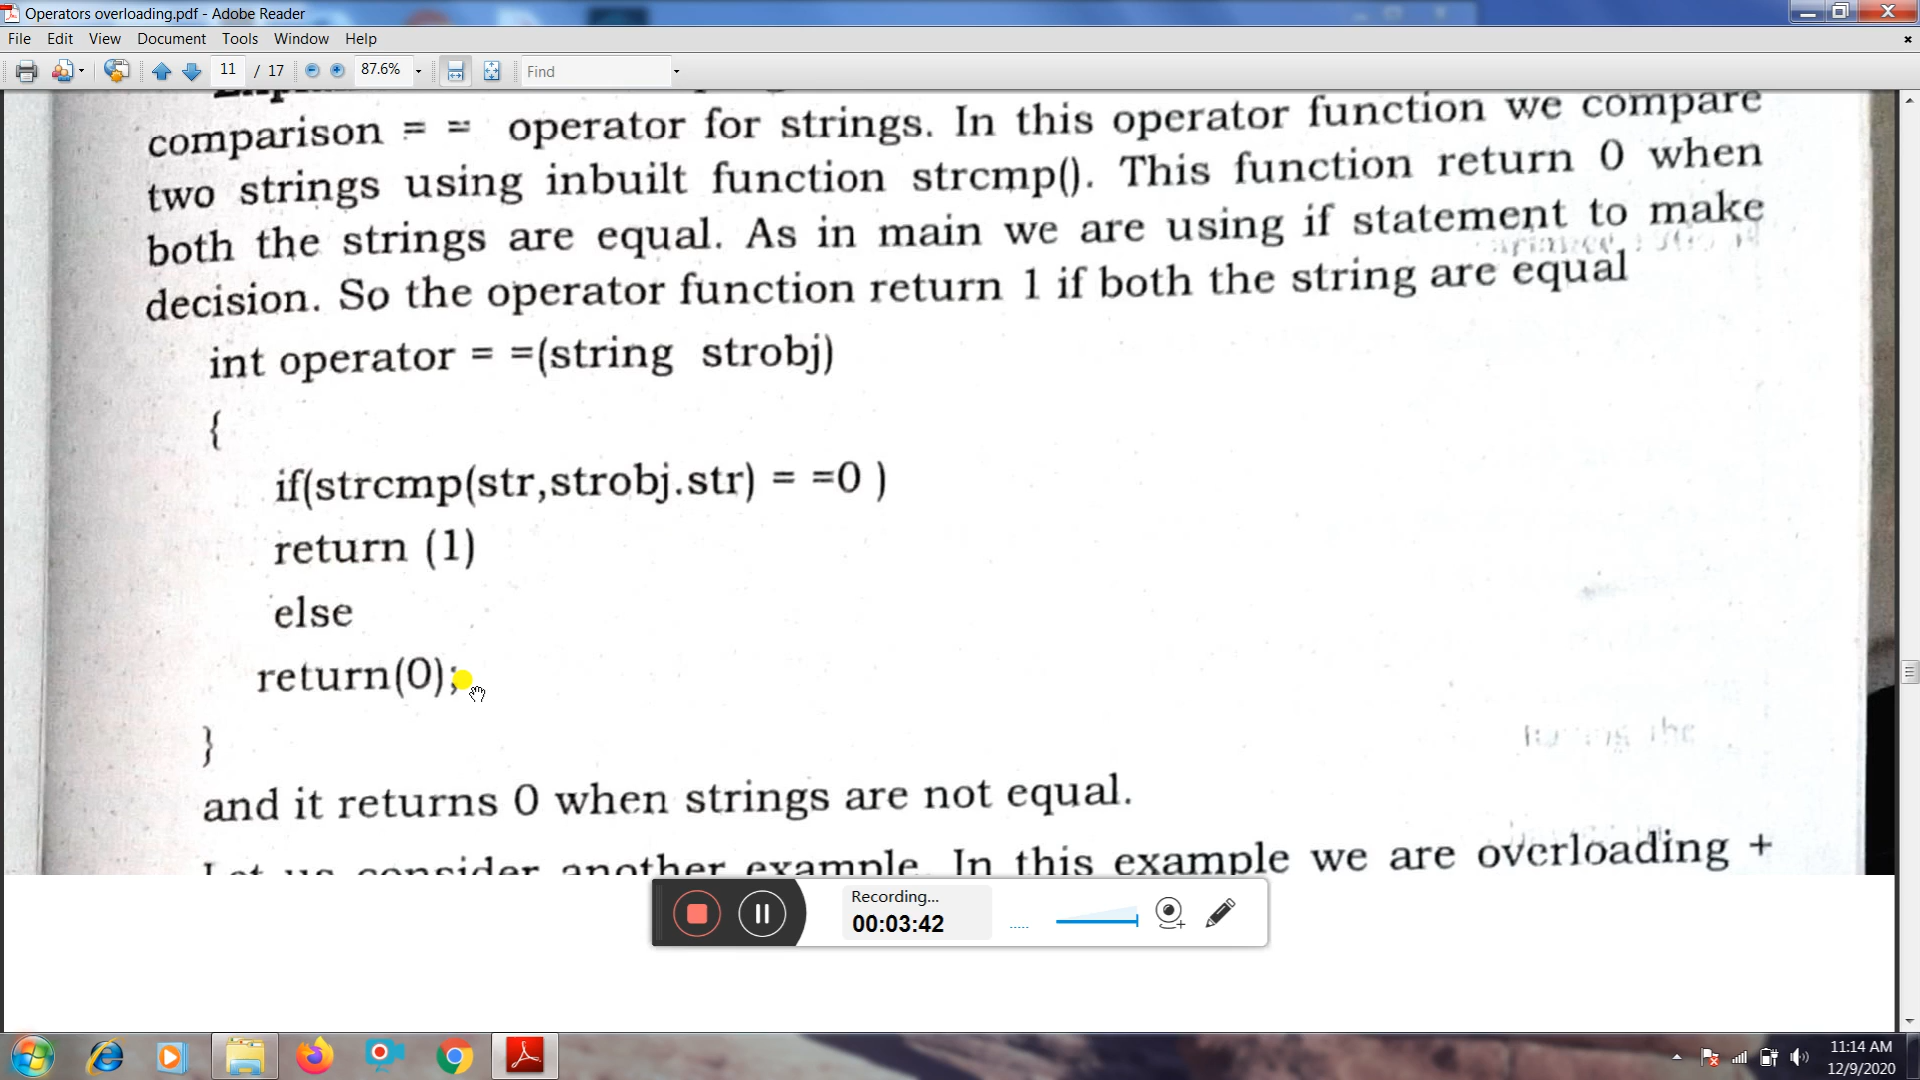 Operators overloading.pdf - Adobe Reader
File Edit View Document Tools Window Help
11 / 17 87.6% Find
comparison = = operator for strings. In this operator function we compare
two strings using inbuilt function strcmp(). This function return 0 when
both the strings are equal. As in main we are using if statement to make
decision. So the operator function return 1 if both the string are equal
int operator = =(string strobj)
{
if(strcmp(str,strobj.str) = =0 )
return (1)
else
return(0);
}
and it returns 0 when strings are not equal.
Let us consider another example. In this example we are overloading +
Recording...
00:03:42
11:14 AM
12/9/2020